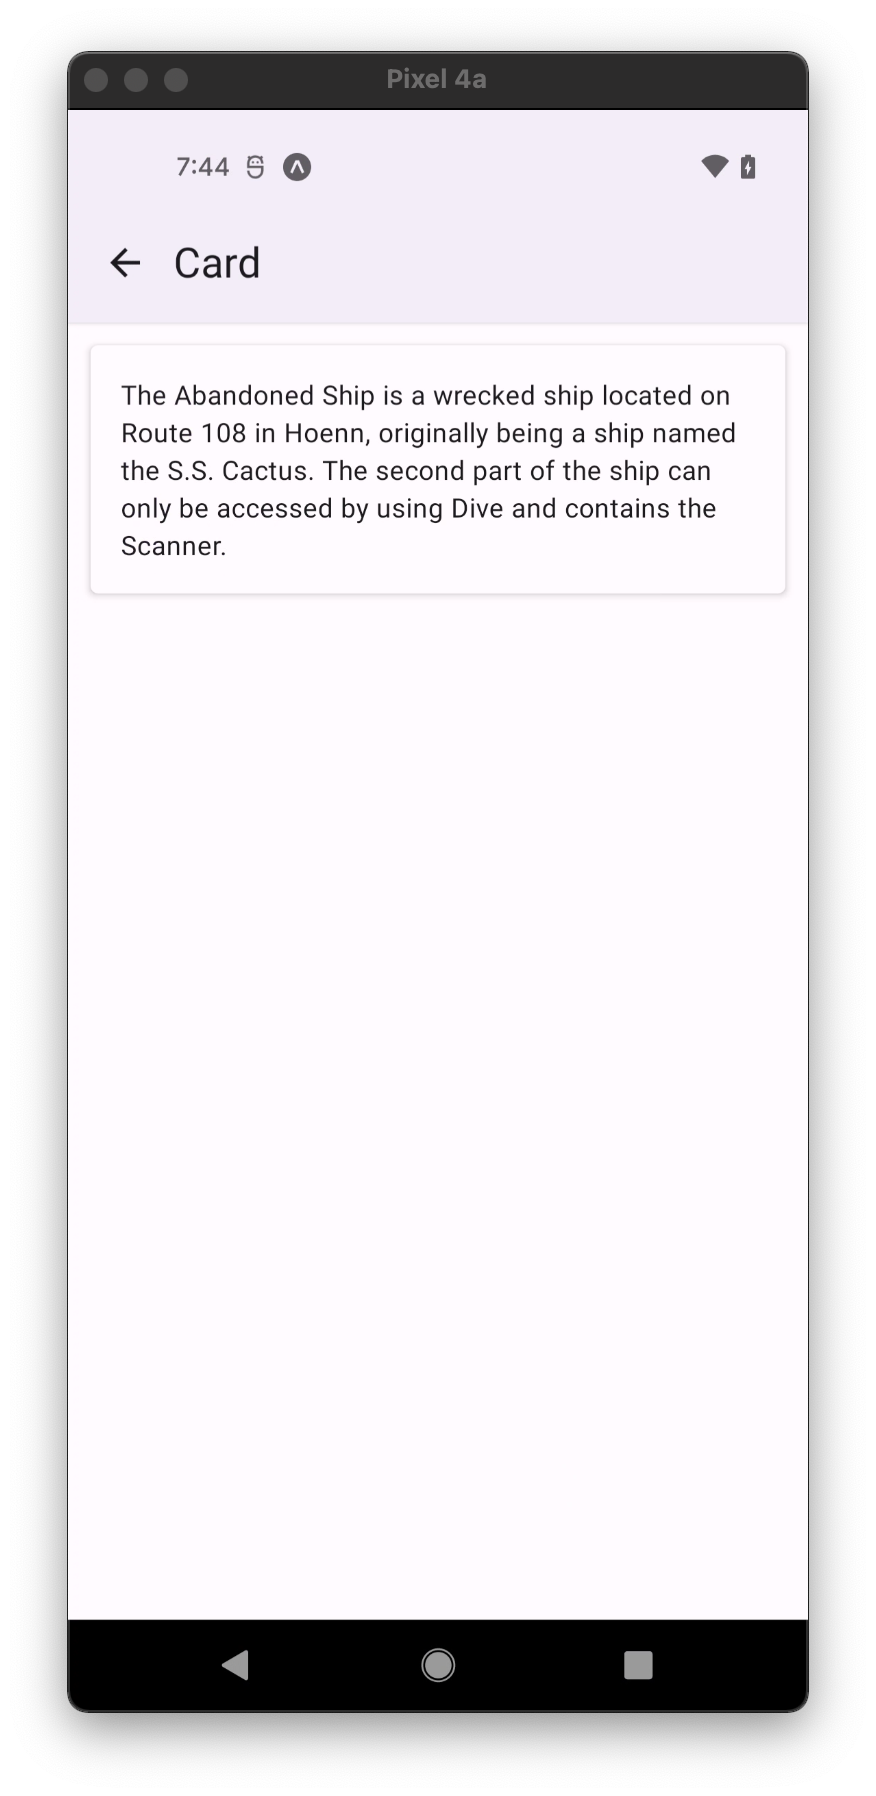 Pixel 4a
7:44
Card
The Abandoned Ship is a wrecked ship located on
Route 108 in Hoenn, originally being a ship named
the S.S. Cactus. The second part of the ship can
only be accessed by using Dive and contains the
Scanner.